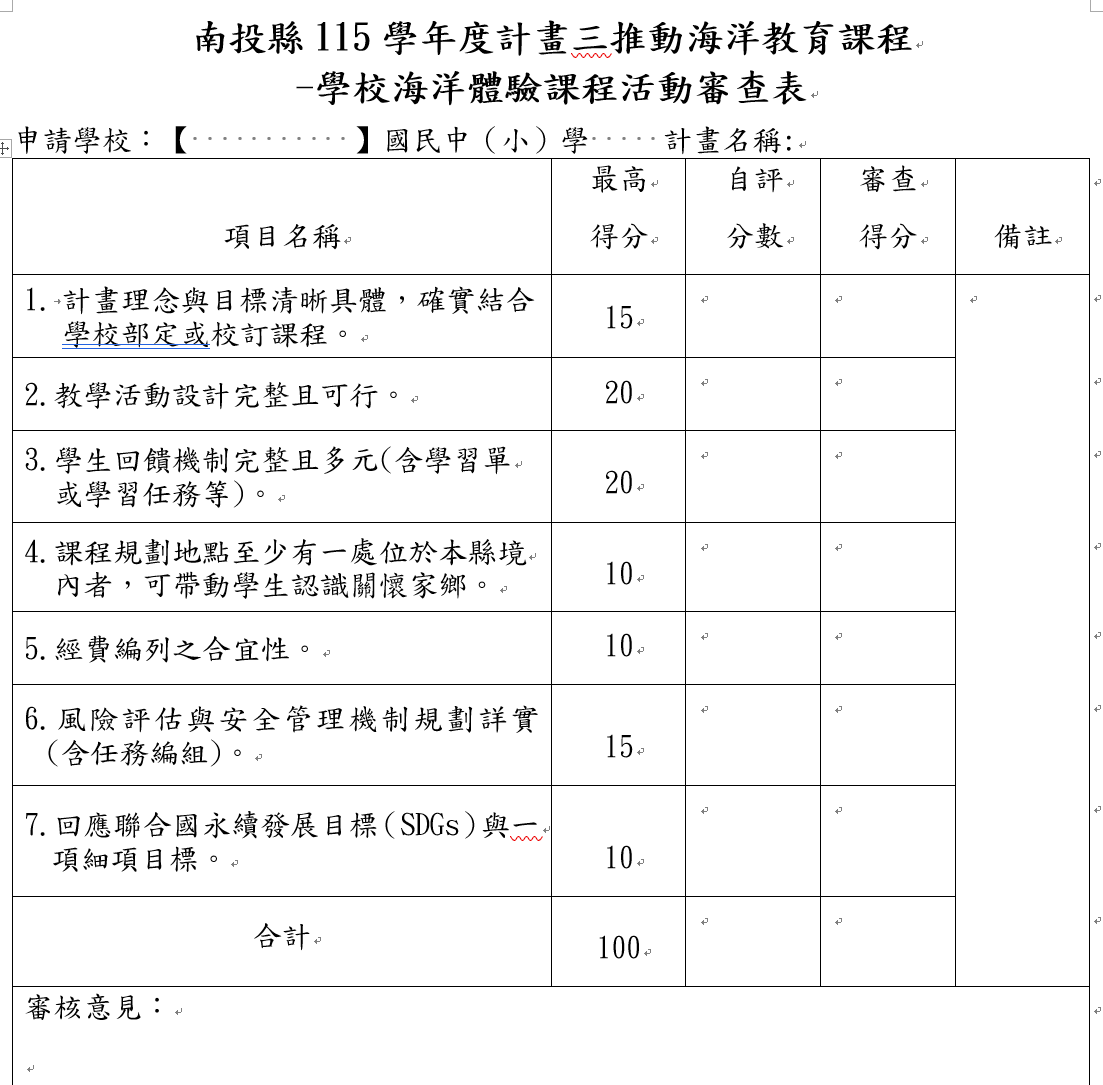 南投縣 115 學年度計畫三推動海洋教育課程
-學校海洋體驗課程活動審查表
申請學校：【···········】國民中（小）學·····計畫名稱:
項目名稱
最高
得分
自評
分數
審查
得分
備註
1. 計畫理念與目標清晰具體，確實結合
學校部定或校訂課程。
15
2.教學活動設計完整且可行。
20
3.學生回饋機制完整且多元(含學習單
或學習任務等)。
20
4.課程規劃地點至少有一處位於本縣境
內者，可帶動學生認識關懷家鄉。
10
5.經費編列之合宜性。
10
6.風險評估與安全管理機制規劃詳實
(含任務編組)。
15
7.回應聯合國永續發展目標(SDGs)與一
項細項目標。
10
合計
100
審核意見：